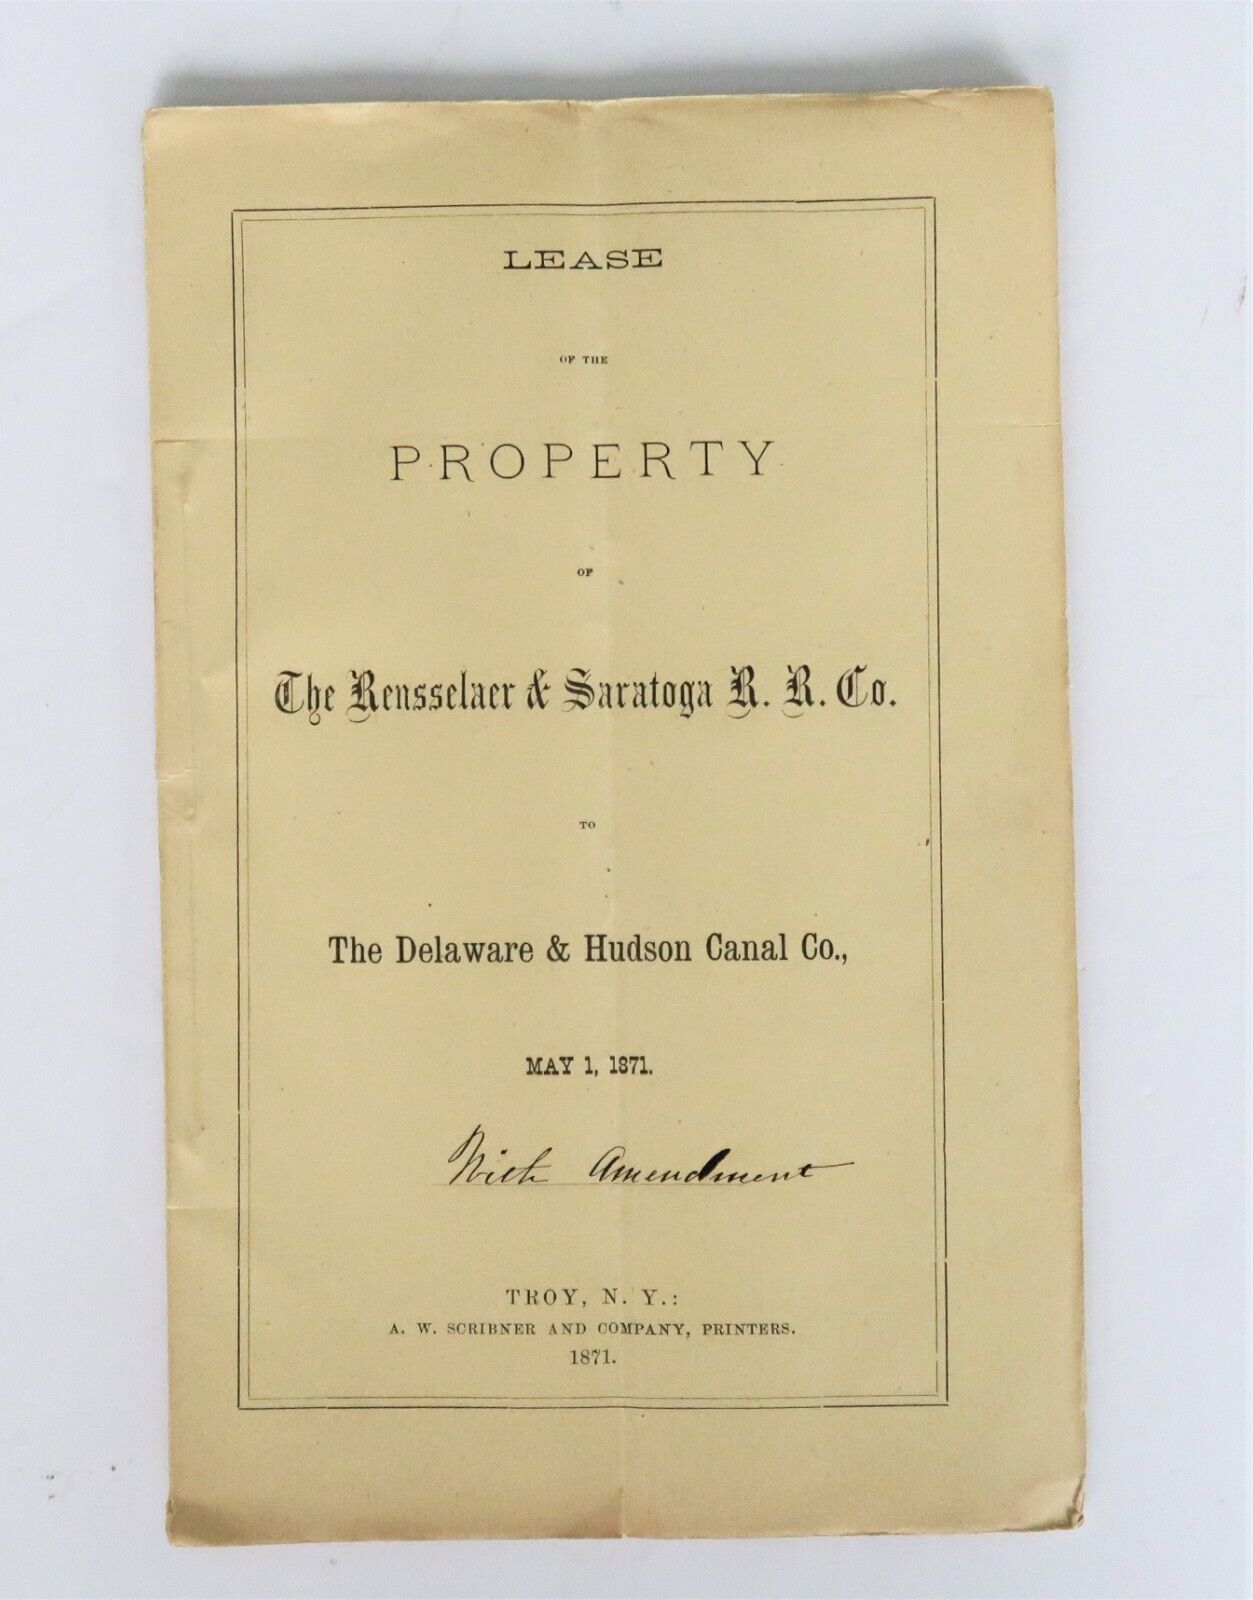 LEASE
OF THE
PROPERTY
OF
The Rensselaer & Saratoga R. R. Co.
TO
The Delaware & Hudson Canal Co.,
MAY 1, 1871.
With Amendment
TROY, N. Y.:
A. W. SCRIBNER AND COMPANY, PRINTERS.
1871.